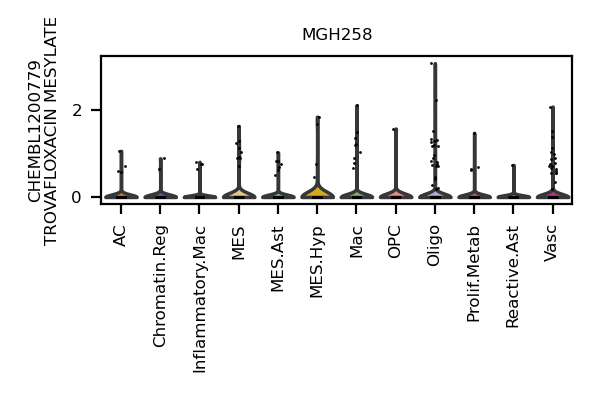 MGH258
CHEMBL1200779
TROVAFLOXACIN MESYLATE
2
0
AC
Chromatin.Reg
Inflammatory.Mac
MES
MES.Ast
MES.Hyp
Mac
OPC
Oligo
Prolif.Metab
Reactive.Ast
Vasc